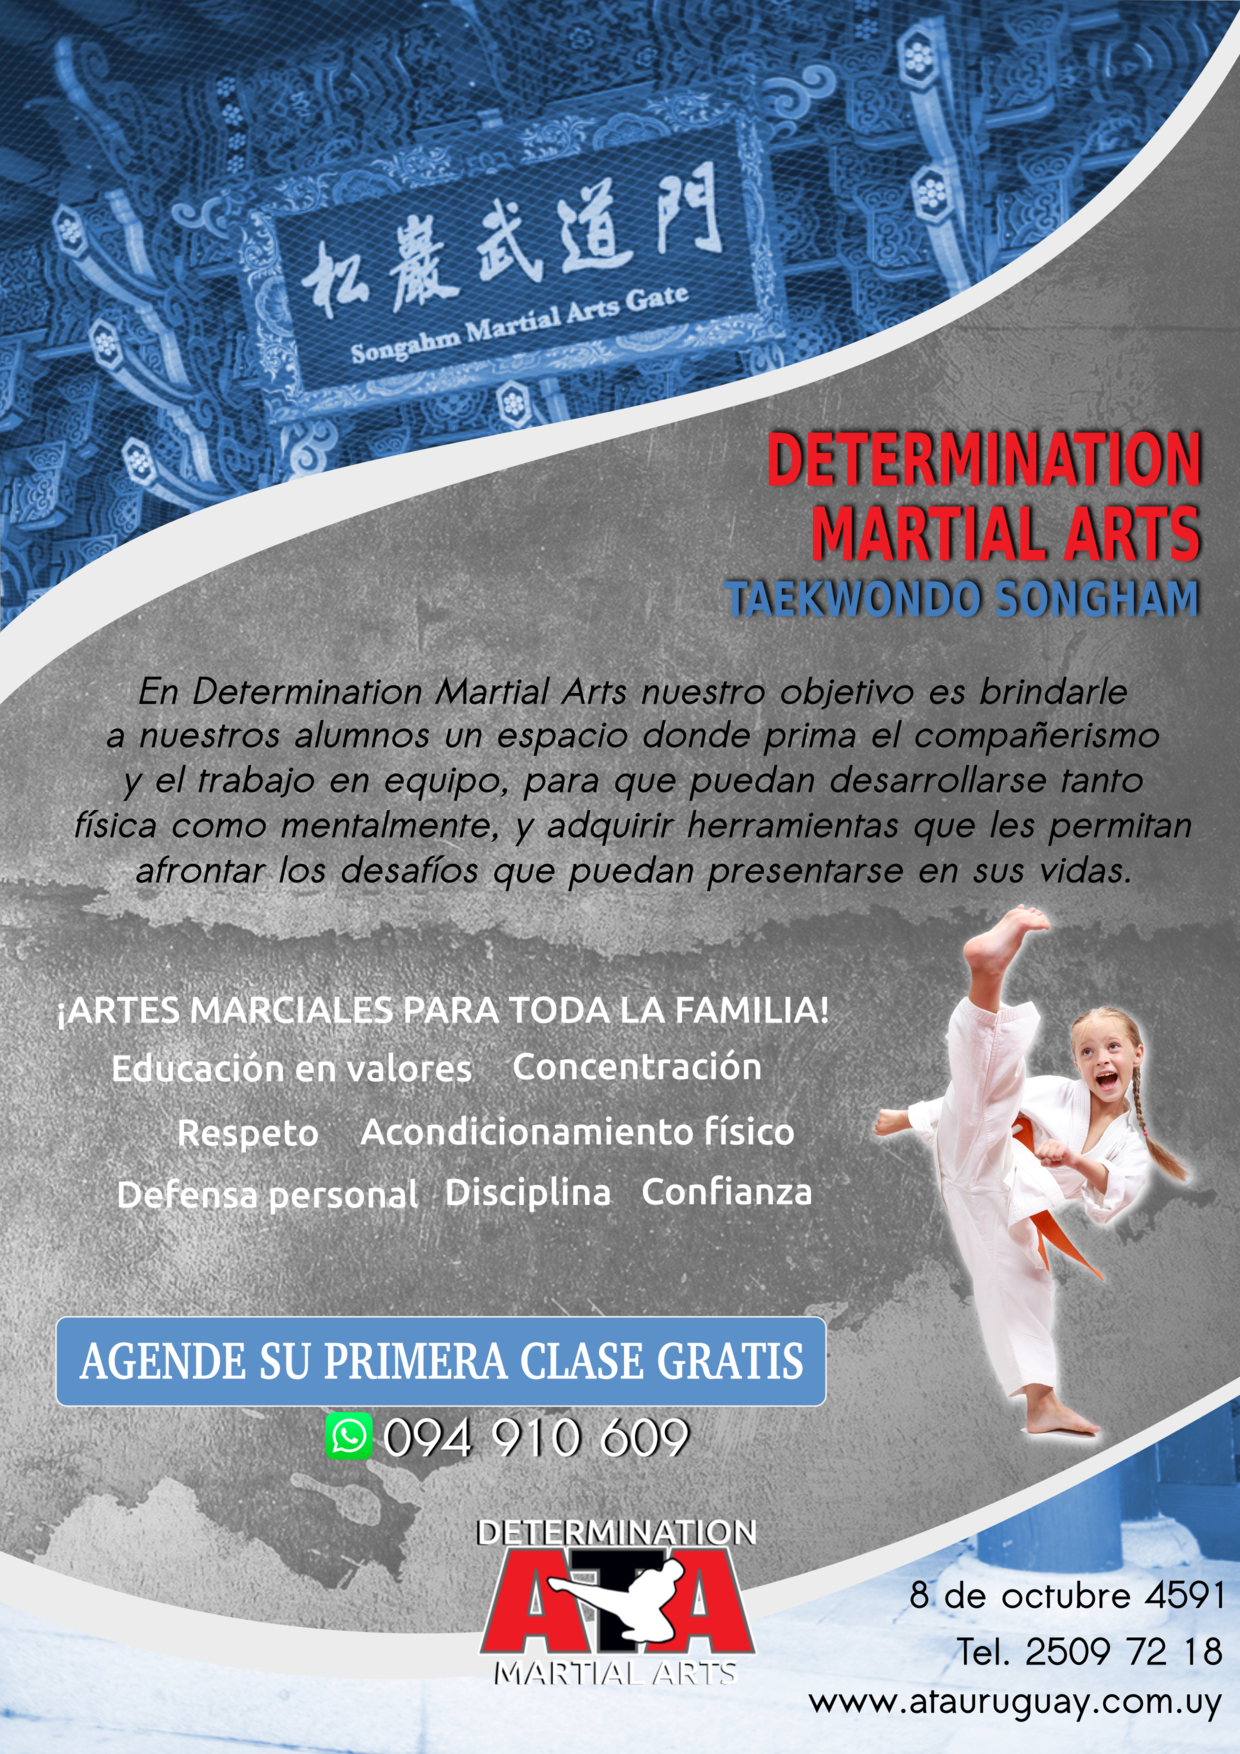 松巖武道門
Songahm Martial Arts Gate
DETERMINATION
MARTIAL ARTS
TAEKWONDO SONGHAM
En Determination Martial Arts nuestro objetivo es brindarle
a nuestros alumnos un espacio donde prima el compañerismo
y el trabajo en equipo, para que puedan desarrollarse tanto
física como mentalmente, y adquirir herramientas que les permitan
afrontar los desafíos que puedan presentarse en sus vidas.
¡ARTES MARCIALES PARA TODA LA FAMILIA!
Educación en valores Concentración
Respeto Acondicionamiento físico
Defensa personal Disciplina Confianza
AGENDE SU PRIMERA CLASE GRATIS
094 910 609
DETERMINATION
ATA
MARTIAL ARTS
8 de octubre 4591
Tel. 2509 72 18
www.atauruguay.com.uy